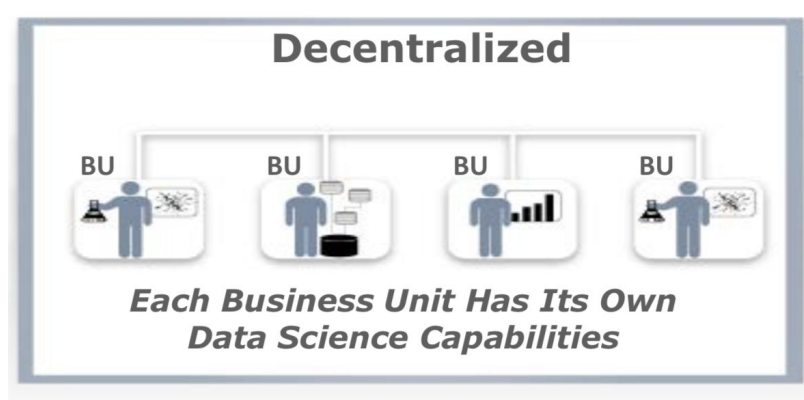 Decentralized
BU BU BU BU
Each Business Unit Has Its Own
Data Science Capabilities